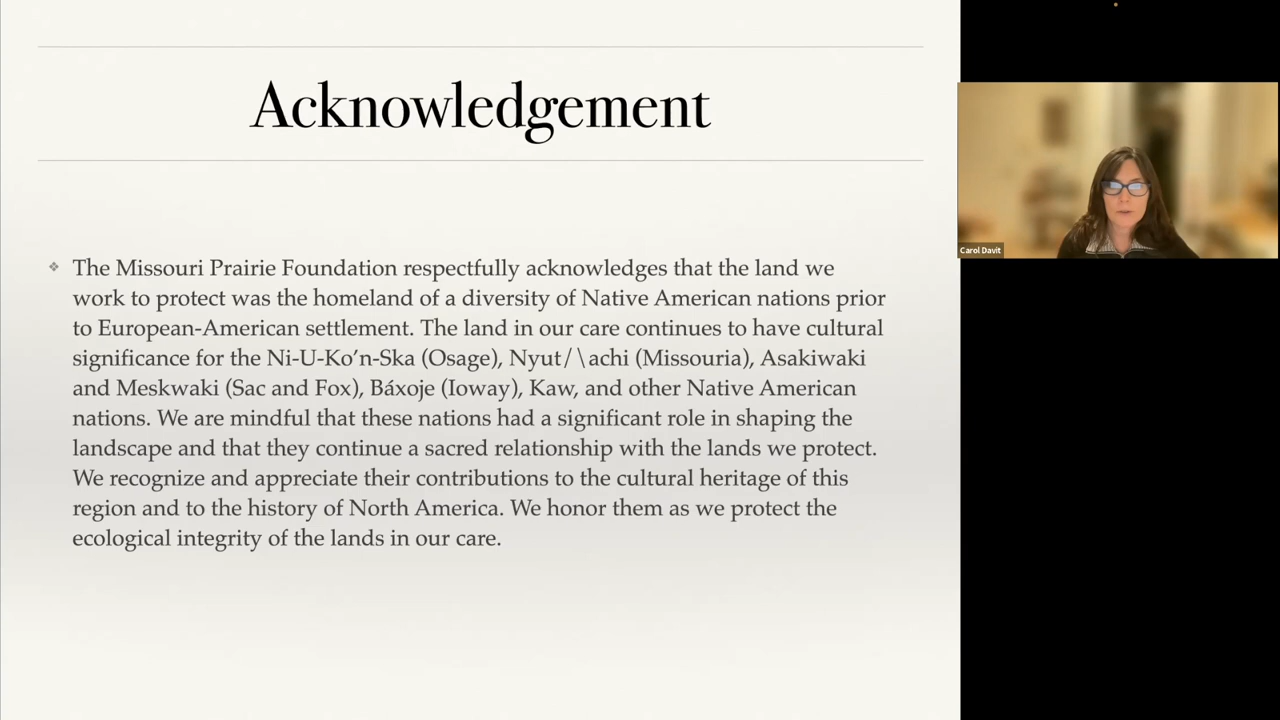 Acknowledgement
❖ The Missouri Prairie Foundation respectfully acknowledges that the land we
work to protect was the homeland of a diversity of Native American nations prior
to European-American settlement. The land in our care continues to have cultural
significance for the Ni-U-Ko’n-Ska (Osage), Nyut/\achi (Missouria), Asakiwaki
and Meskwaki (Sac and Fox), Báxoje (Ioway), Kaw, and other Native American
nations. We are mindful that these nations had a significant role in shaping the
landscape and that they continue a sacred relationship with the lands we protect.
We recognize and appreciate their contributions to the cultural heritage of this
region and to the history of North America. We honor them as we protect the
ecological integrity of the lands in our care.
Carol Davit